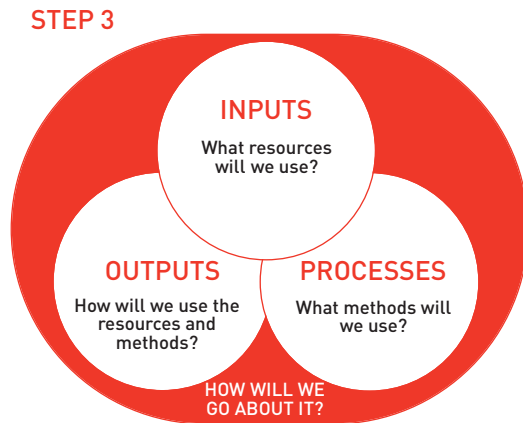 STEP 3
INPUTS
What resources
will we use?
OUTPUTS
How will we use the
resources and
methods?
PROCESSES
What methods will
we use?
HOW WILL WE
GO ABOUT IT?